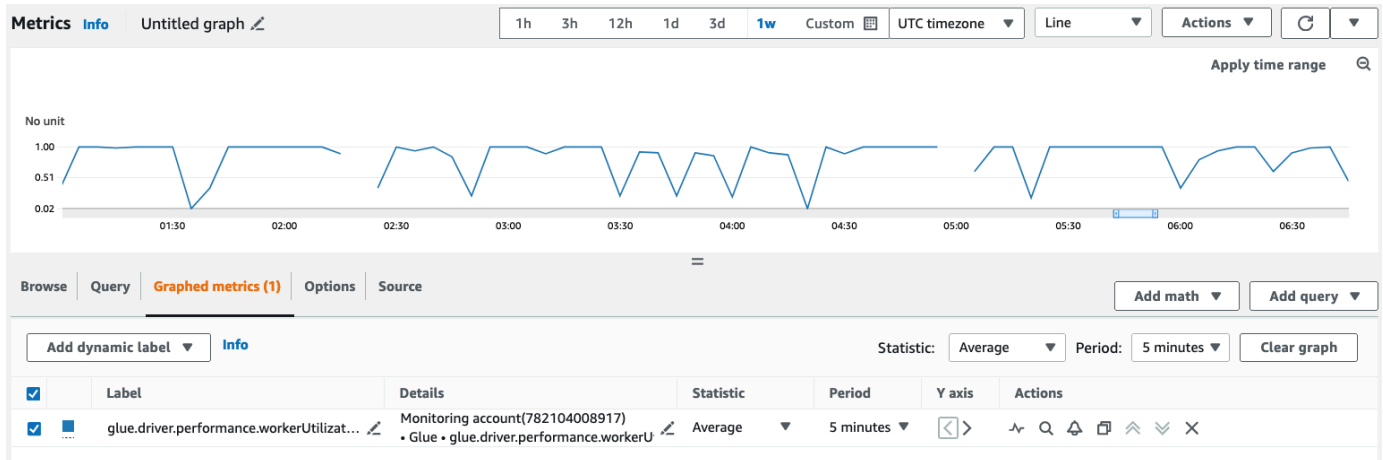 Metrics Info Untitled graph 1h 3h 12h 1d 3d 1w Custom UTC timezone Line Actions
Apply time range
No unit
1.00
0.51
0.02
01:30 02:00 02:30 03:00 03:30 04:00 04:30 05:00 05:30 06:00 06:30
Browse Query Graphed metrics (1) Options Source
Add math Add query
Add dynamic label Info Statistic: Average Period: 5 minutes Clear graph
Label Details Statistic Period Y axis Actions
glue.driver.performance.workerUtilizat... Monitoring account(782104008917) Average 5 minutes
• Glue • glue.driver.performance.workerU